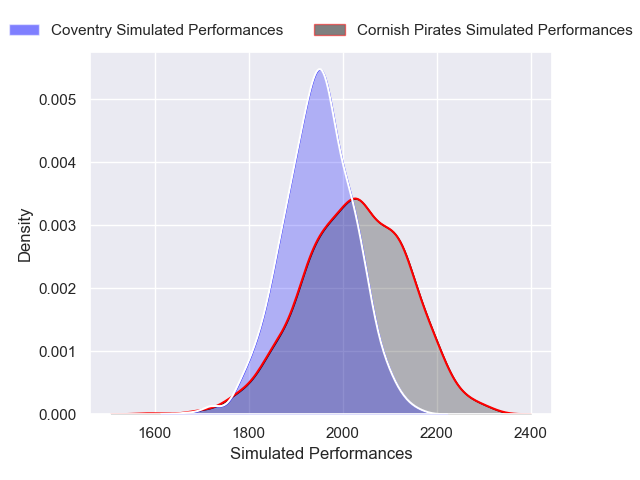 Coventry Simulated Performances Cornish Pirates Simulated Performances
0.005
0.004
0.003
0.002
0.001
0.000
Density
1600 1800 2000 2200 2400
Simulated Performances